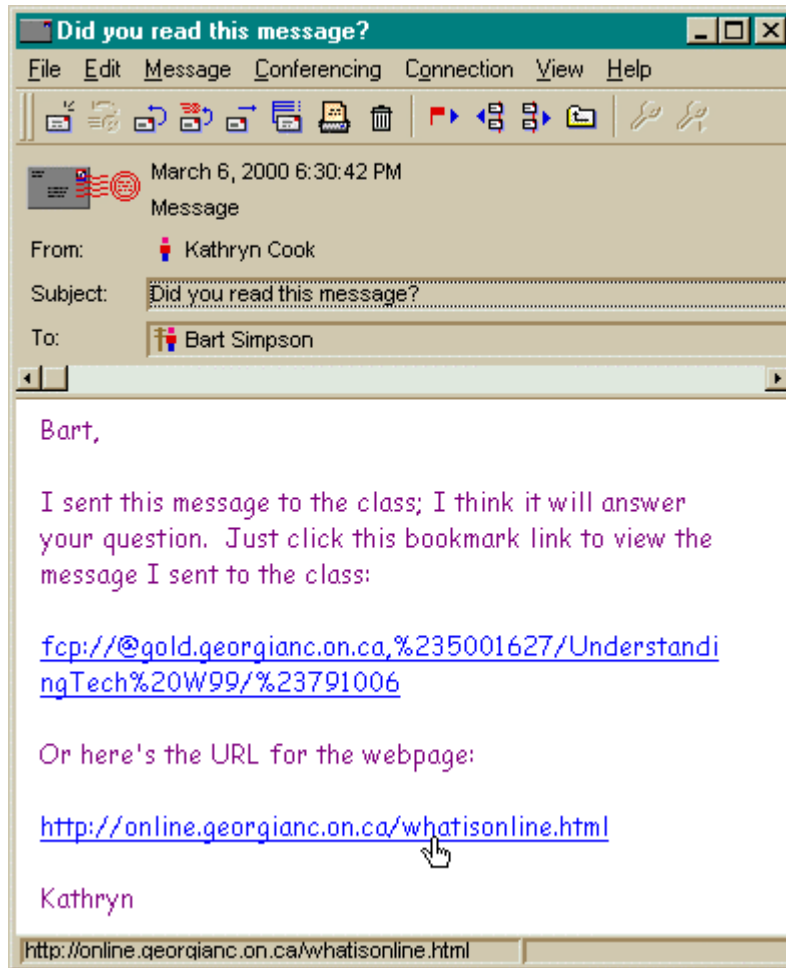 Did you read this message?
File Edit Message Conferencing Connection View Help
March 6, 2000 6:30:42 PM
Message
From: Kathryn Cook
Subject: Did you read this message?
To: Bart Simpson
Bart,
I sent this message to the class; I think it will answer
your question. Just click this bookmark link to view the
message I sent to the class:
fcp://@gold.georgianc.on.ca,%235001627/Understandi
ngTech%20W99/%23791006
Or here's the URL for the webpage:
http://online.georgianc.on.ca/whatisonline.html
Kathryn
http://online.georgianc.on.ca/whatisonline.html